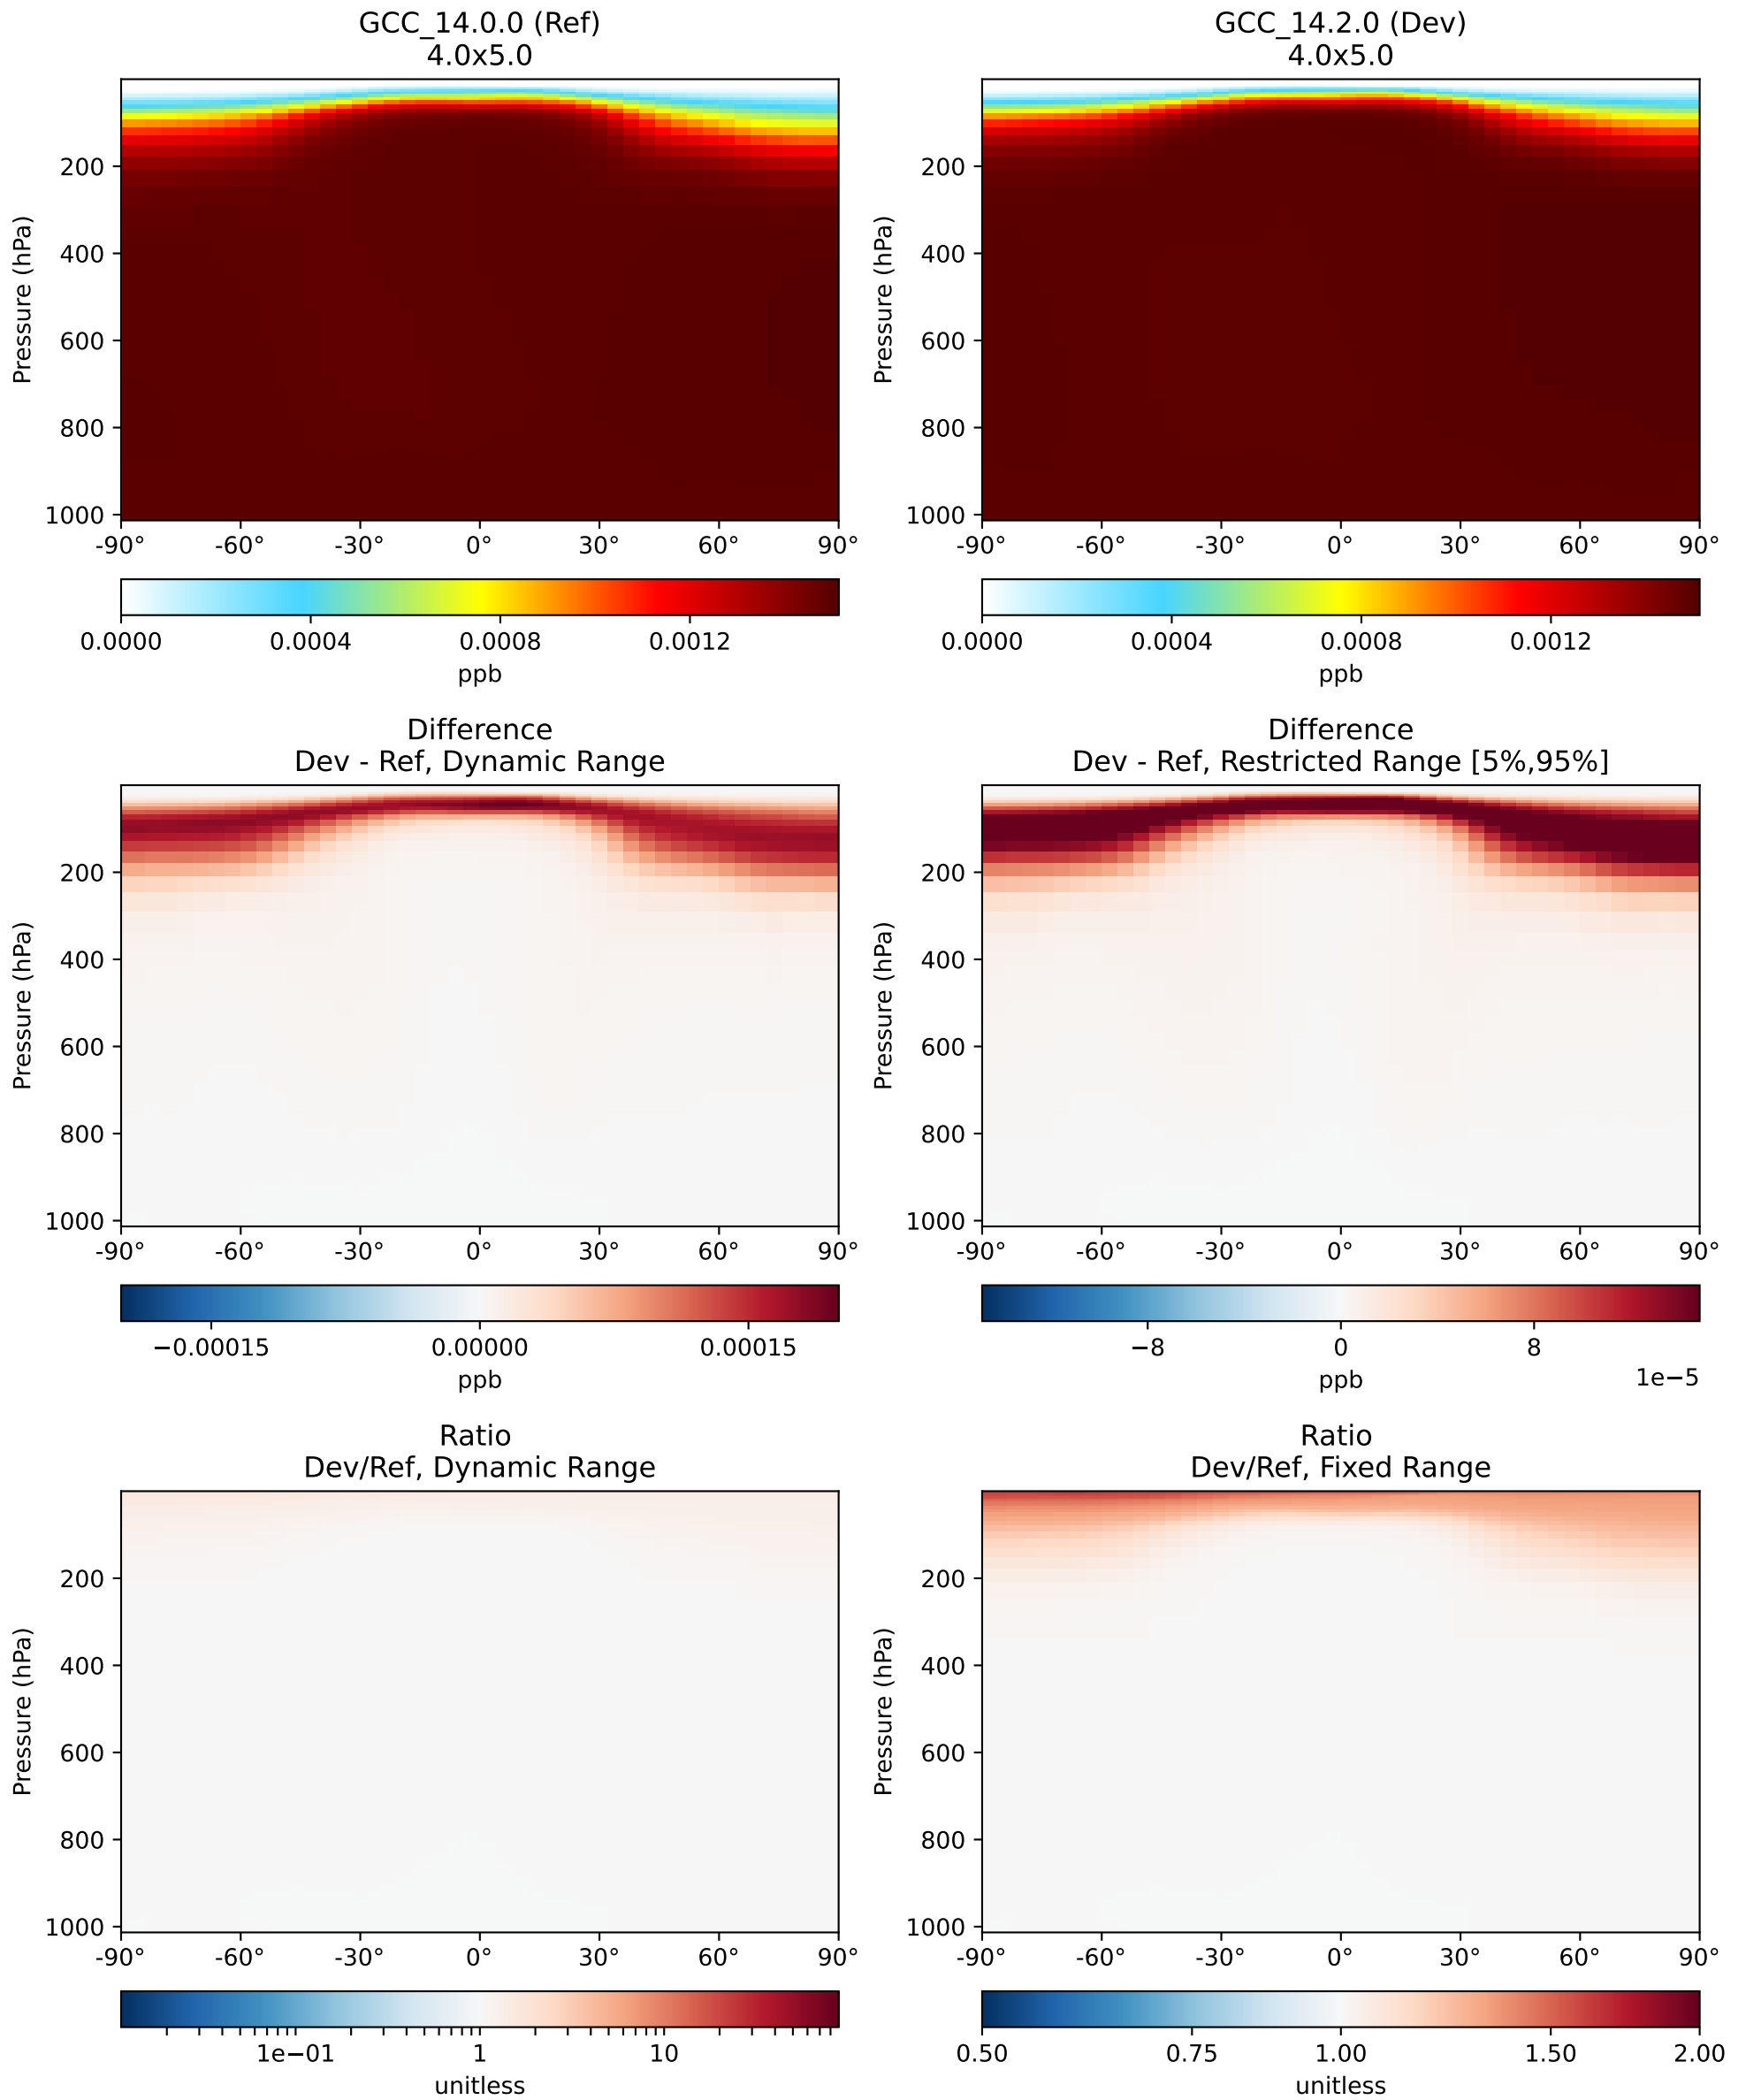 GCC_14.0.0 (Ref)
4.0x5.0
Pressure (hPa)
200
400
600
800
1000
-90° -60° -30° 0° 30° 60° 90°
0.0000 0.0004 0.0008 0.0012
ppb
GCC_14.2.0 (Dev)
4.0x5.0
Pressure (hPa)
200
400
600
800
1000
-90° -60° -30° 0° 30° 60° 90°
0.0000 0.0004 0.0008 0.0012
ppb
Difference
Dev - Ref, Dynamic Range
Pressure (hPa)
200
400
600
800
1000
-90° -60° -30° 0° 30° 60° 90°
−0.00015 0.00000 0.00015
ppb
Difference
Dev - Ref, Restricted Range [5%,95%]
Pressure (hPa)
200
400
600
800
1000
-90° -60° -30° 0° 30° 60° 90°
−8 0 8
ppb
1e−5
Ratio
Dev/Ref, Dynamic Range
Pressure (hPa)
200
400
600
800
1000
-90° -60° -30° 0° 30° 60° 90°
1e−01 1 10
unitless
Ratio
Dev/Ref, Fixed Range
Pressure (hPa)
200
400
600
800
1000
-90° -60° -30° 0° 30° 60° 90°
0.50 0.75 1.00 1.50 2.00
unitless